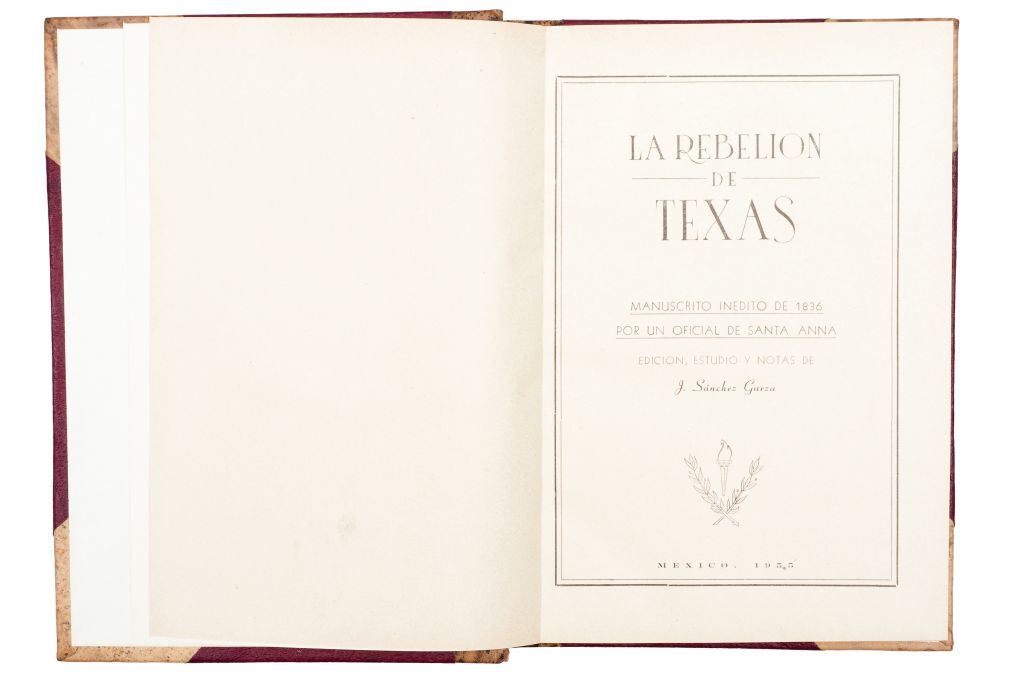 LA REBELION
DE
TEXAS
MANUSCRITO INEDITO DE 1836
POR UN OFICIAL DE SANTA ANNA
EDICION, ESTUDIO Y NOTAS DE
J. Sánchez Garza
MEXICO, 1955